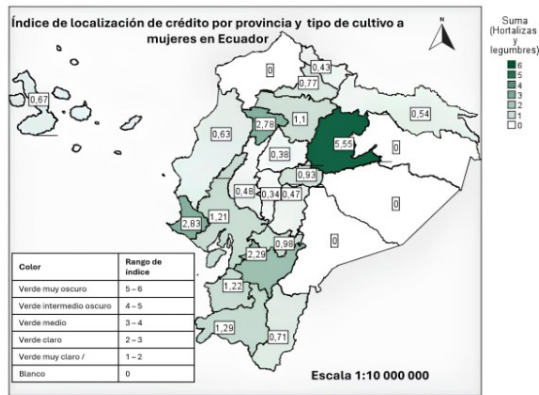 Índice de localización de crédito por provincia y tipo de cultivo a
mujeres en Ecuador
N
Suma
(Hortalizas
y
legumbres)
6
5
4
3
2
1
0
0
0,43
0,77
0,67
0,54
0,63
2,78
1,1
5,55
0
0,38
0,93
0,48
0,34
0,47
0
2,83
1,21
0,98
0
2,29
1,22
1,29
0,71
Color Rango de índice
Verde muy oscuro 5 – 6
Verde intermedio oscuro 4 – 5
Verde medio 3 – 4
Verde claro 2 – 3
Verde muy claro / 1 – 2
Blanco 0
Escala 1:10 000 000